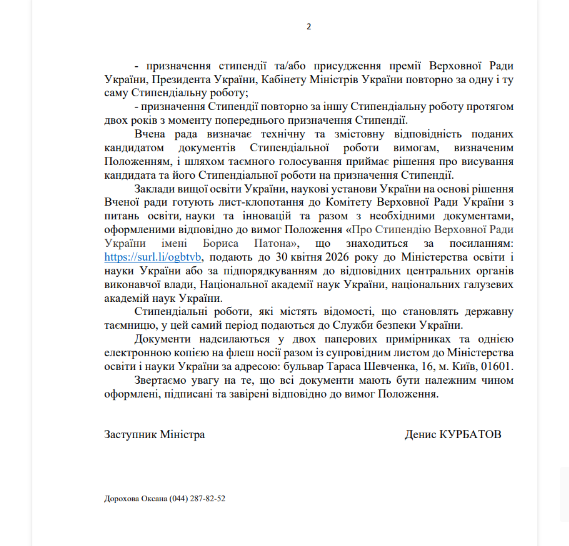 2
- призначення стипендії та/або присудження премії Верховної Ради
України, Президента України, Кабінету Міністрів України повторно за одну і ту
саму Стипендіальну роботу;
- призначення Стипендії повторно за іншу Стипендіальну роботу протягом
двох років з моменту попереднього призначення Стипендії.
Вчена рада визначає технічну та змістовну відповідність поданих
кандидатом документів Стипендіальної роботи вимогам, визначеним
Положенням, і шляхом таємного голосування приймає рішення про висування
кандидата та його Стипендіальної роботи на призначення Стипендії.
Заклади вищої освіти України, наукові установи України на основі рішення
Вченої ради готують лист-клопотання до Комітету Верховної Ради України з
питань освіти, науки та інновацій та разом з необхідними документами,
оформленими відповідно до вимог Положення «Про Стипендію Верховної Ради
України імені Бориса Патона», що знаходиться за посиланням:
https://surl.li/ogbtvb, подають до 30 квітня 2026 року до Міністерства освіти і
науки України або за підпорядкуванням до відповідних центральних органів
виконавчої влади, Національної академії наук України, національних галузевих
академій наук України.
Стипендіальні роботи, які містять відомості, що становлять державну
таємницю, у цей самий період подаються до Служби безпеки України.
Документи надсилаються у двох паперових примірниках та однією
електронною копією на флеш носії разом із супровідним листом до Міністерства
освіти і науки України за адресою: бульвар Тараса Шевченка, 16, м. Київ, 01601.
Звертаємо увагу на те, що всі документи мають бути належним чином
оформлені, підписані та завірені відповідно до вимог Положення.
Заступник Міністра Денис КУРБАТОВ
Дорохова Оксана (044) 287-82-52